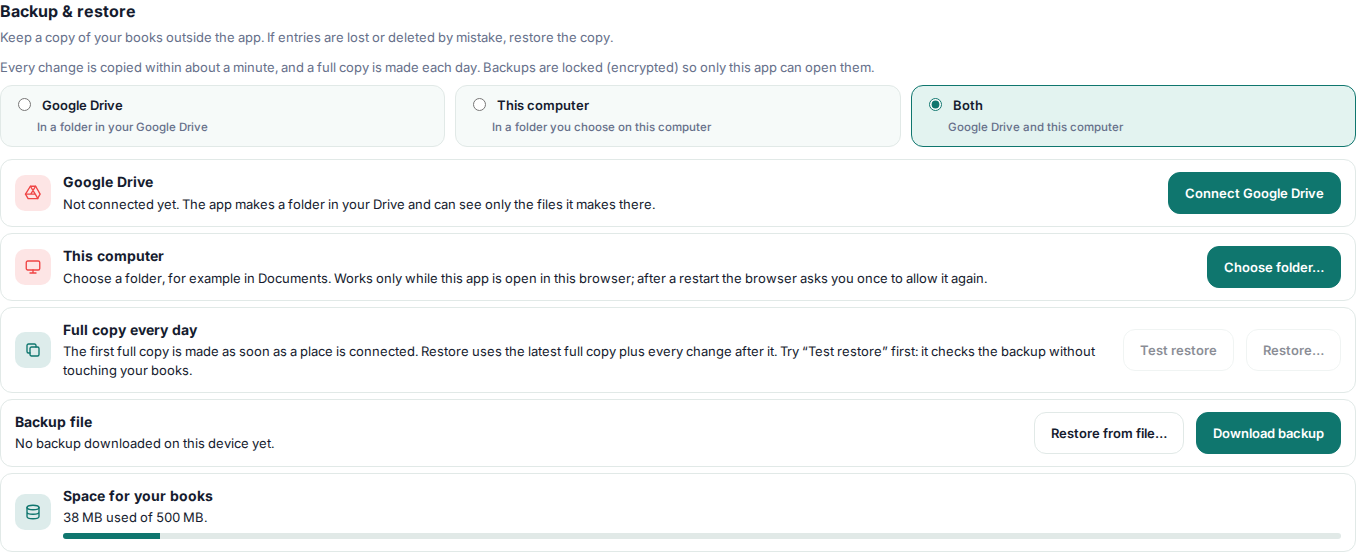 Backup & restore
Keep a copy of your books outside the app. If entries are lost or deleted by mistake, restore the copy.
Every change is copied within about a minute, and a full copy is made each day. Backups are locked (encrypted) so only this app can open them.
Google Drive
In a folder in your Google Drive
This computer
In a folder you choose on this computer
Both
Google Drive and this computer
Google Drive
Not connected yet. The app makes a folder in your Drive and can see only the files it makes there.
Connect Google Drive
This computer
Choose a folder, for example in Documents. Works only while this app is open in this browser; after a restart the browser asks you once to allow it again.
Choose folder...
Full copy every day
The first full copy is made as soon as a place is connected. Restore uses the latest full copy plus every change after it. Try “Test restore” first: it checks the backup without
touching your books.
Test restore
Restore...
Backup file
No backup downloaded on this device yet.
Restore from file...
Download backup
Space for your books
38 MB used of 500 MB.